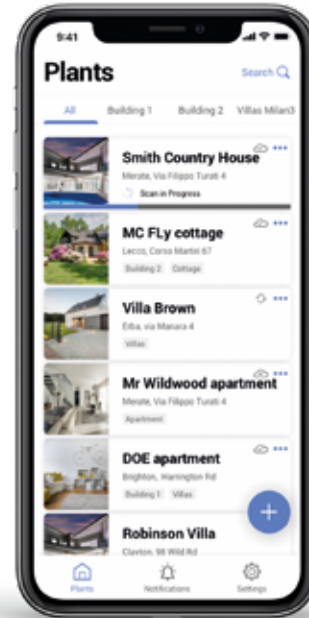 9:41
Plants
Search
All Building 1 Building 2 Villas Milan3
Smith Country House
Merate, Via Filippo Turati 4
Scan in Progress
MC FLy cottage
Lecco, Corso Martini 67
Building 2 Cottage
Villa Brown
Erba, via Manara 4
Villas
Mr Wildwood apartment
Merate, Via Filippo Turati 4
Apartment
DOE apartment
Brighton, Harrington Rd
Building 1 Villas
Robinson Villa
Clayton, 98 Wild Rd
Plants Notifications Settings